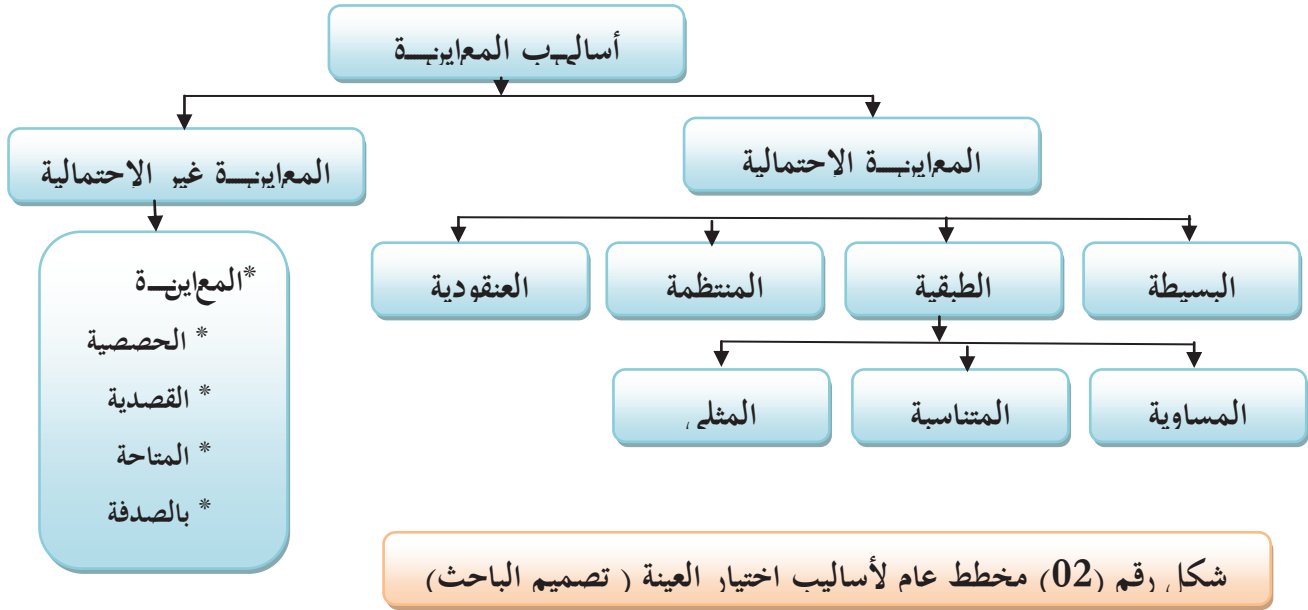 أساليب المعاينة
المعاينة الاحتمالية
المعاينة غير الاحتمالية
البسيطة
الطبقية
المنتظمة
العنقودية
المساوية
المتناسبة
المثلى
*المعاينة
* الحصصية
* القصدية
* المتاحة
* بالصدفة
شكل رقم (02) مخطط عام لأساليب اختيار العينة ( تصميم الباحث)